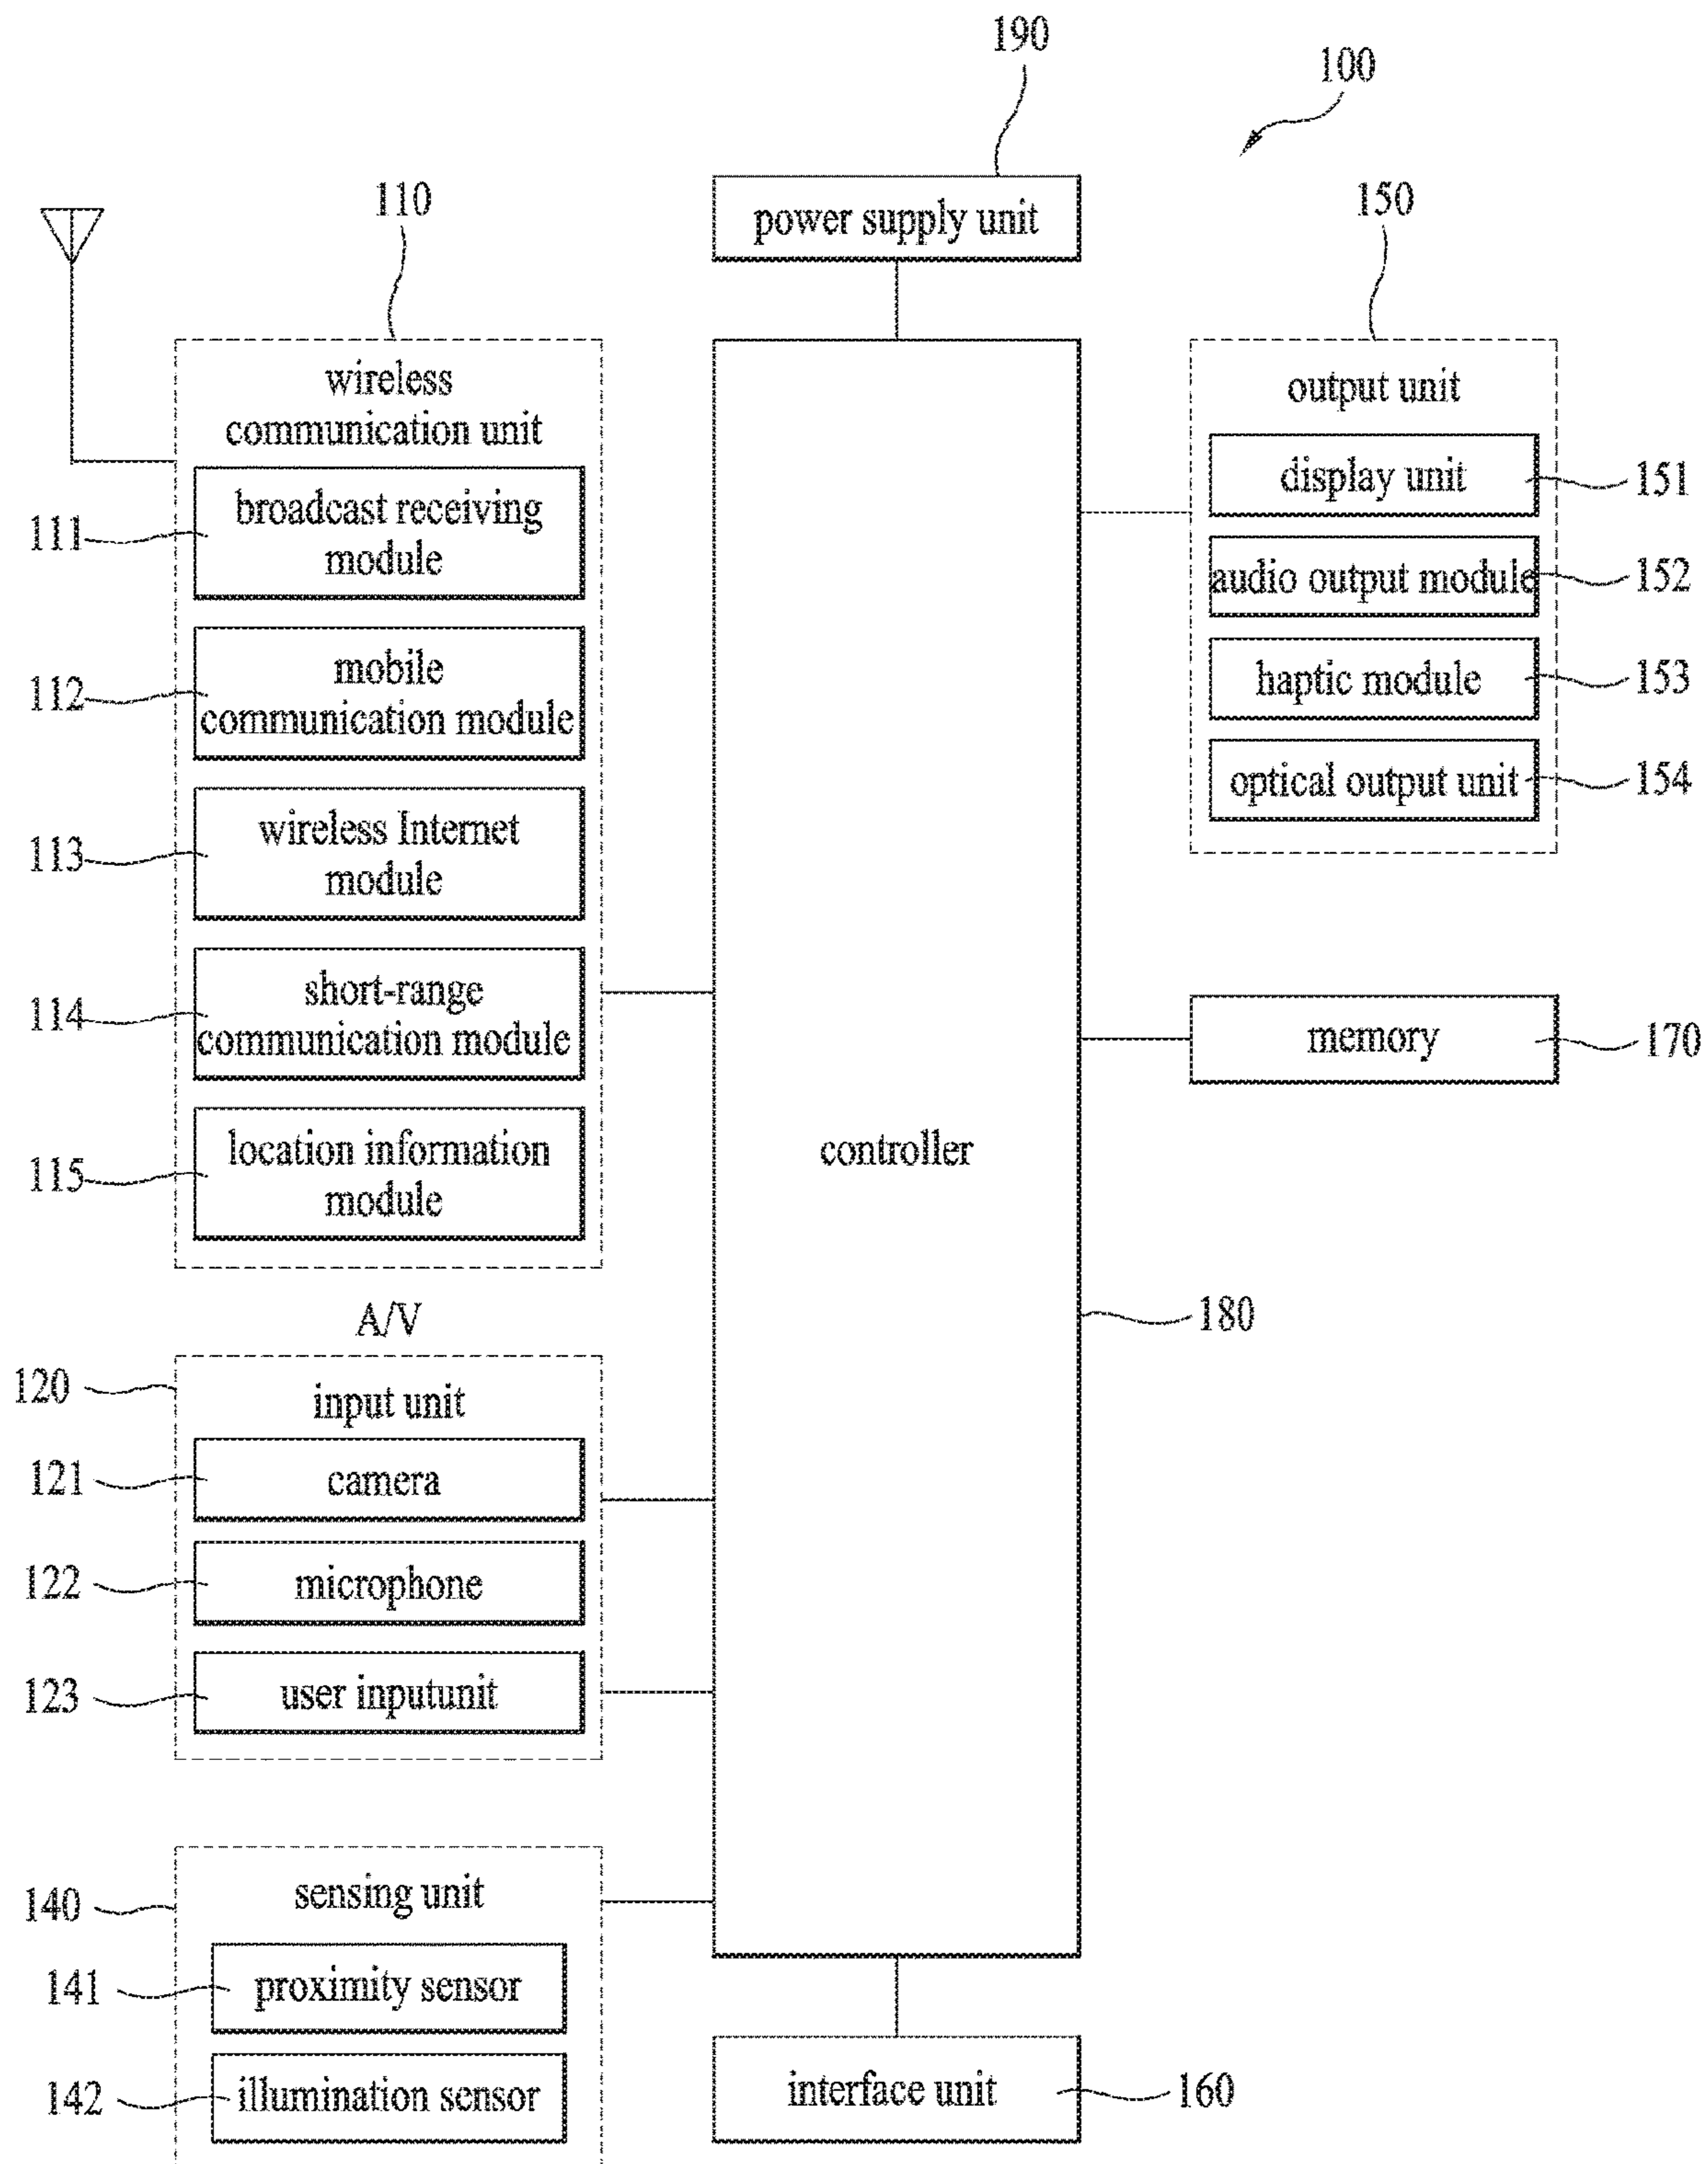 190
100
power supply unit
110
150
wireless
communication unit
broadcast receiving
module
111
mobile
communication module
112
wireless Internet
module
113
short-range
communication module
114
location information
module
115
A/V
120
input unit
camera
121
microphone
122
user inputunit
123
sensing unit
140
proximity sensor
141
illumination sensor
142
controller
180
output unit
display unit
151
audio output module
152
haptic module
153
optical output unit
154
memory
170
interface unit
160